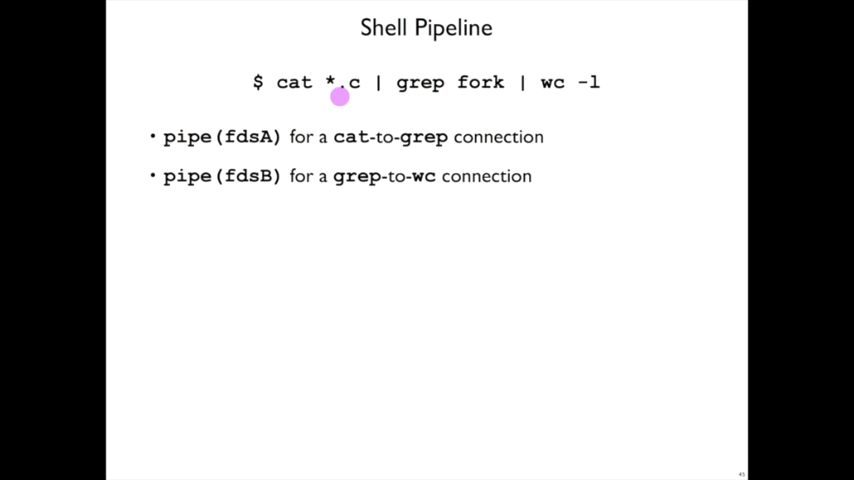 Shell Pipeline
$ cat *.c | grep fork | wc -l
• pipe(fdsA) for a cat-to-grep connection
• pipe(fdsB) for a grep-to-wc connection
45